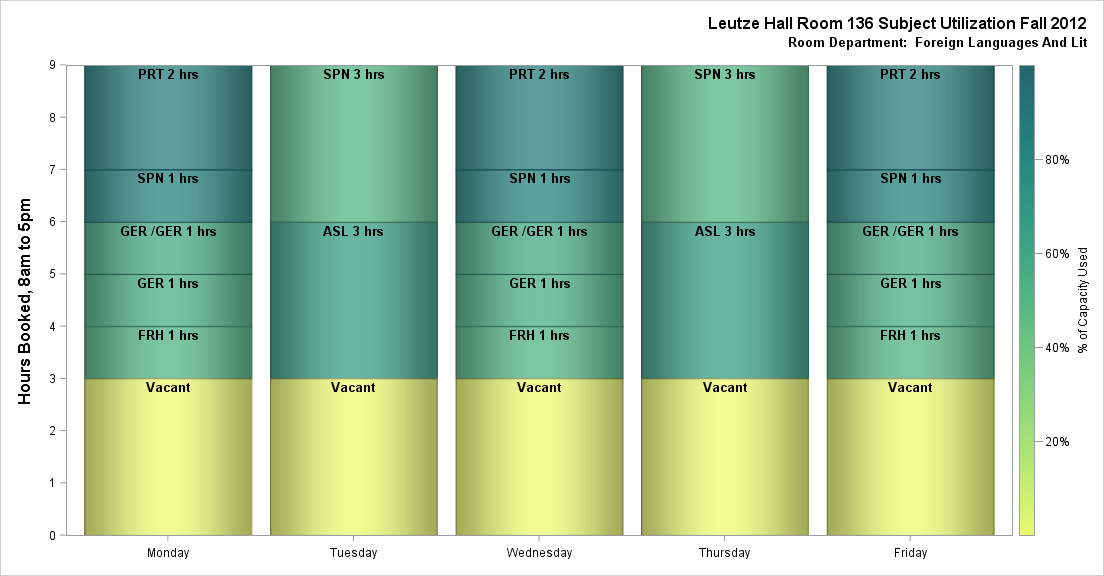 Leutze Hall Room 136 Subject Utilization Fall 2012
Room Department:  Foreign Languages And Lit
Hours Booked, 8am to 5pm
9
8
7
6
5
4
3
2
1
0
PRT 2 hrs
SPN 1 hrs
GER /GER 1 hrs
GER 1 hrs
FRH 1 hrs
Vacant
Monday
SPN 3 hrs
ASL 3 hrs
Vacant
Tuesday
PRT 2 hrs
SPN 1 hrs
GER /GER 1 hrs
GER 1 hrs
FRH 1 hrs
Vacant
Wednesday
SPN 3 hrs
ASL 3 hrs
Vacant
Thursday
PRT 2 hrs
SPN 1 hrs
GER /GER 1 hrs
GER 1 hrs
FRH 1 hrs
Vacant
Friday
80%
60%
40%
20%
% of Capacity Used